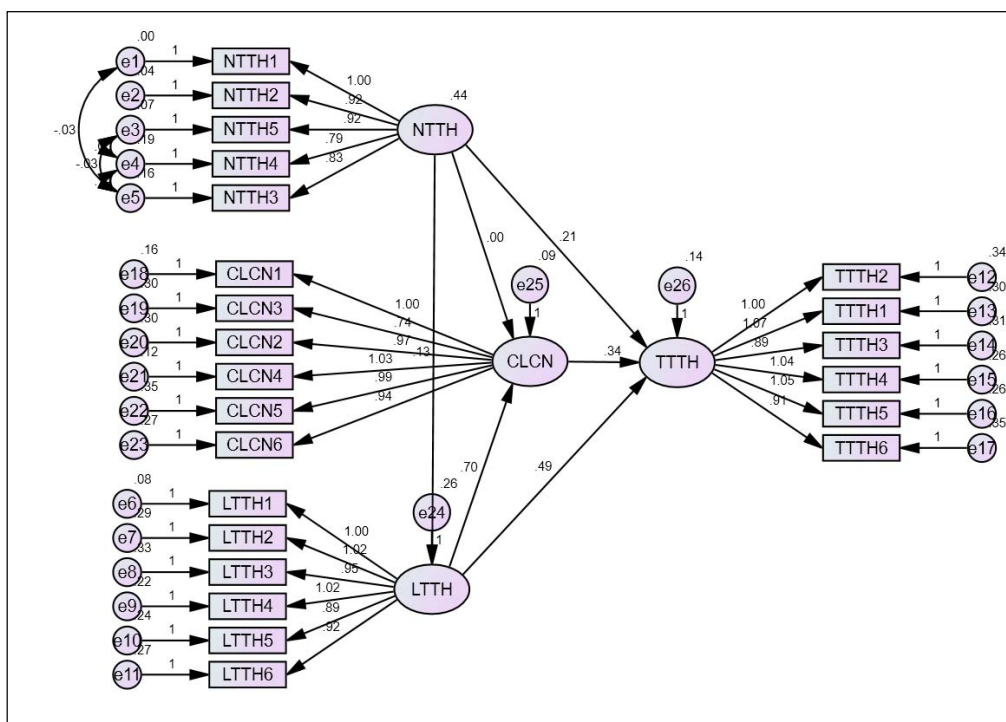 .00
e1 1 NTTH1
.04
e2 1 NTTH2
.07
e3 1 NTTH5
.19
e4 1 NTTH4
.16
e5 1 NTTH3
-.03
-.03
1.00
.92
.92
.79
.83
NTTH
.44
.16
e18 1 CLCN1
.30
e19 1 CLCN3
.30
e20 1 CLCN2
.12
e21 1 CLCN4
.35
e22 1 CLCN5
.27
e23 1 CLCN6
1.00
.74
.97
1.03
.99
.94
.13
.00
.21
.09
e25
1
CLCN
.34
.14
e26
1
TTTH
1.00
1.07
.89
1.04
1.05
.91
.34
TTTH2 1 e12
.30
TTTH1 1 e13
.31
TTTH3 1 e14
.26
TTTH4 1 e15
.26
TTTH5 1 e16
.35
TTTH6 1 e17
.70
.49
.08
e6 1 LTTH1
.29
e7 1 LTTH2
.33
e8 1 LTTH3
.22
e9 1 LTTH4
.24
e10 1 LTTH5
.27
e11 1 LTTH6
1.00
1.02
.95
1.02
.89
.92
.26
e24
1
LTTH